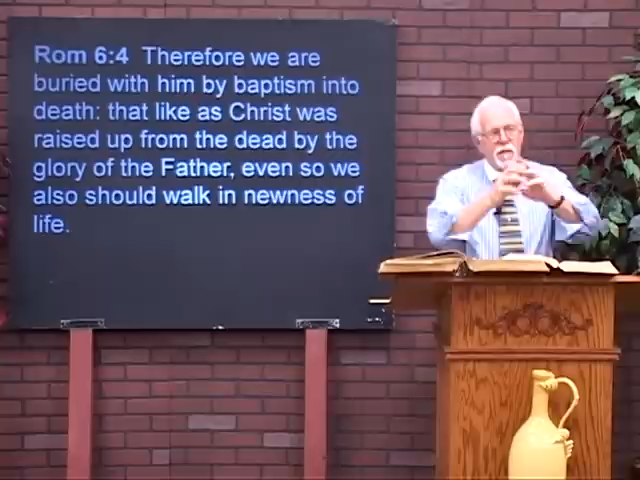 Rom 6:4 Therefore we are
buried with him by baptism into
death: that like as Christ was
raised up from the dead by the
glory of the Father, even so we
also should walk in newness of
life.